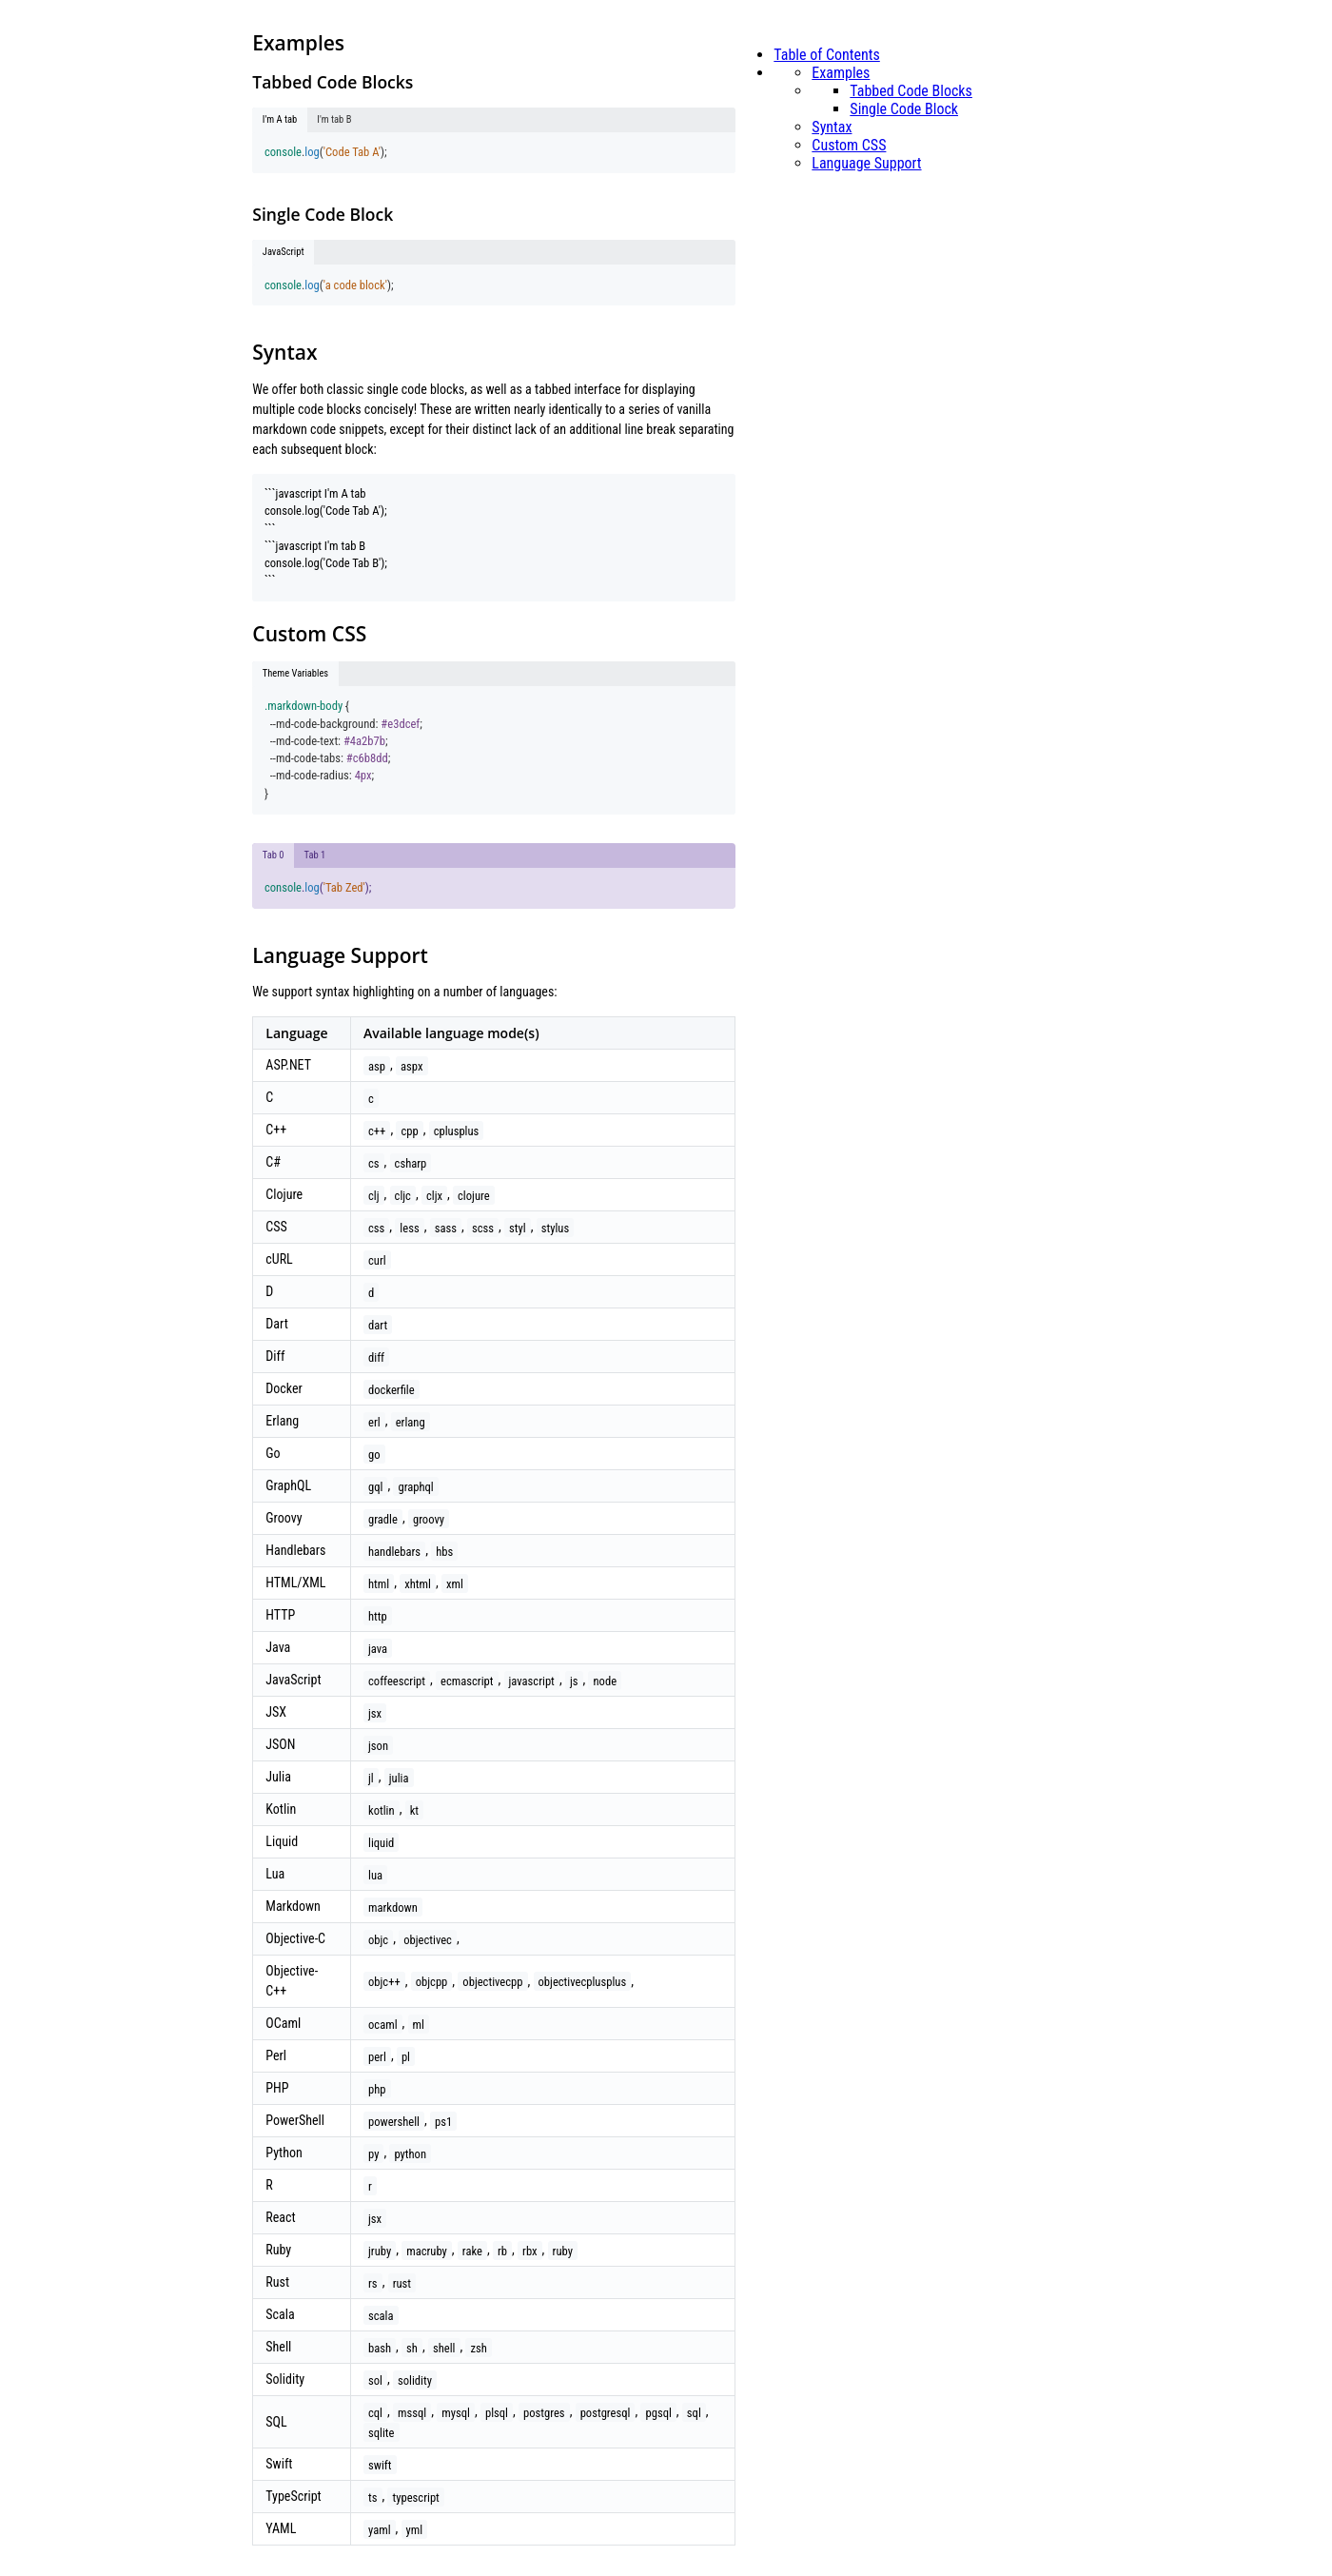 Examples
Tabbed Code Blocks
I'm A tab I'm tab B
console.log('Code Tab A');
Single Code Block
JavaScript
console.log('a code block');
Syntax
We offer both classic single code blocks, as well as a tabbed interface for displaying
multiple code blocks concisely! These are written nearly identically to a series of vanilla
markdown code snippets, except for their distinct lack of an additional line break separating
each subsequent block:
```javascript I'm A tab
console.log('Code Tab A');
```
```javascript I'm tab B
console.log('Code Tab B');
```
Custom CSS
Theme Variables
.markdown-body {
--md-code-background: #e3dcef;
--md-code-text: #4a2b7b;
--md-code-tabs: #c6b8dd;
--md-code-radius: 4px;
}
Tab 0 Tab 1
console.log('Tab Zed');
Language Support
We support syntax highlighting on a number of languages:
Language Available language mode(s)
ASP.NET asp , aspx
C c
C++ c++ , cpp , cplusplus
C# cs , csharp
Clojure clj , cljc , cljx , clojure
CSS css , less , sass , scss , styl , stylus
cURL curl
D d
Dart dart
Diff diff
Docker dockerfile
Erlang erl , erlang
Go go
GraphQL gql , graphql
Groovy gradle , groovy
Handlebars handlebars , hbs
HTML/XML html , xhtml , xml
HTTP http
Java java
JavaScript coffeescript , ecmascript , javascript , js , node
JSX jsx
JSON json
Julia jl , julia
Kotlin kotlin , kt
Liquid liquid
Lua lua
Markdown markdown
Objective-C objc , objectivec ,
Objective-
C++ objc++ , objcpp , objectivecpp , objectivecplusplus ,
OCaml ocaml , ml
Perl perl , pl
PHP php
PowerShell powershell , ps1
Python py , python
R r
React jsx
Ruby jruby , macruby , rake , rb , rbx , ruby
Rust rs , rust
Scala scala
Shell bash , sh , shell , zsh
Solidity sol , solidity
SQL cql , mssql , mysql , plsql , postgres , postgresql , pgsql , sql ,
sqlite
Swift swift
TypeScript ts , typescript
YAML yaml , yml
Table of Contents
Examples
Tabbed Code Blocks
Single Code Block
Syntax
Custom CSS
Language Support